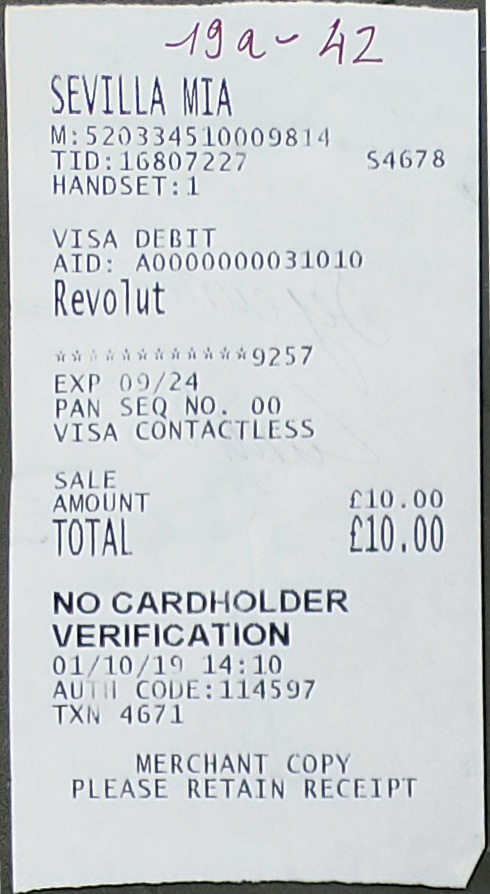 19a - 42
SEVILLA MIA
M:520334510009814
TID:16807227 S4678
HANDSET:1
VISA DEBIT
AID: A0000000031010
Revolut
************9257
EXP 09/24
PAN SEQ NO. 00
VISA CONTACTLESS
SALE
AMOUNT £10.00
TOTAL £10.00
NO CARDHOLDER
VERIFICATION
01/10/19 14:10
AUTH CODE:114597
TXN 4671
MERCHANT COPY
PLEASE RETAIN RECEIPT